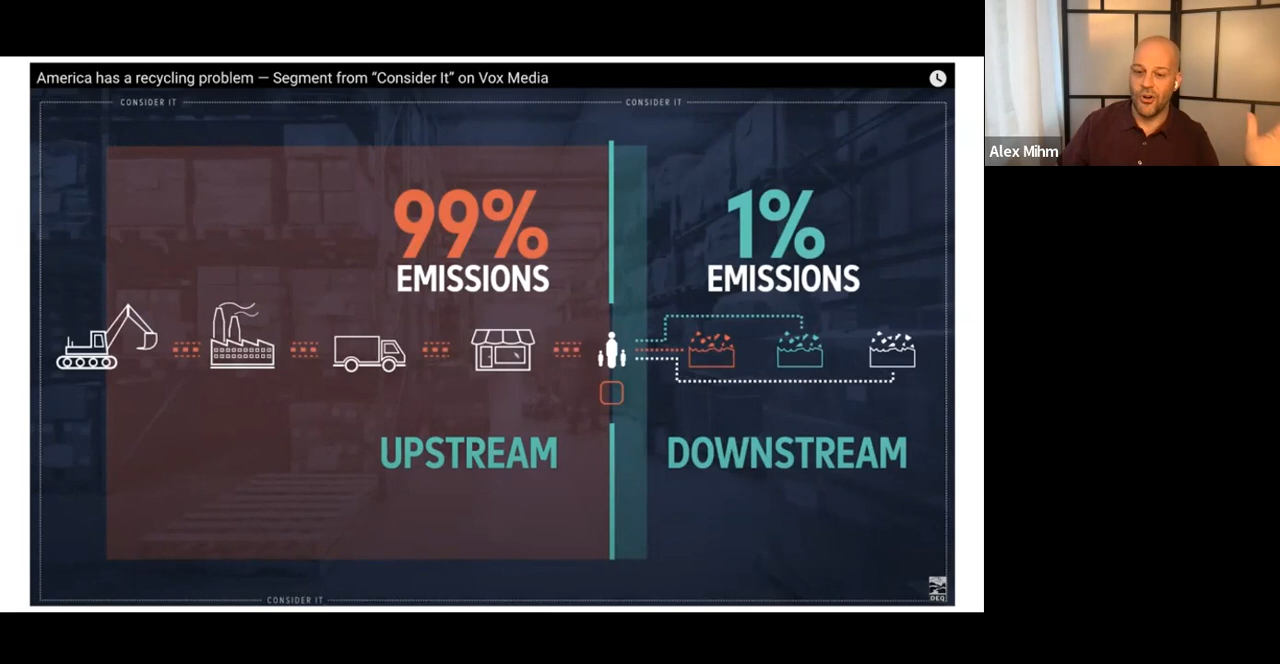 America has a recycling problem — Segment from “Consider It” on Vox Media
CONSIDER IT
CONSIDER IT
99%
EMISSIONS
1%
EMISSIONS
UPSTREAM
DOWNSTREAM
CONSIDER IT
DEQ
Alex Mihm